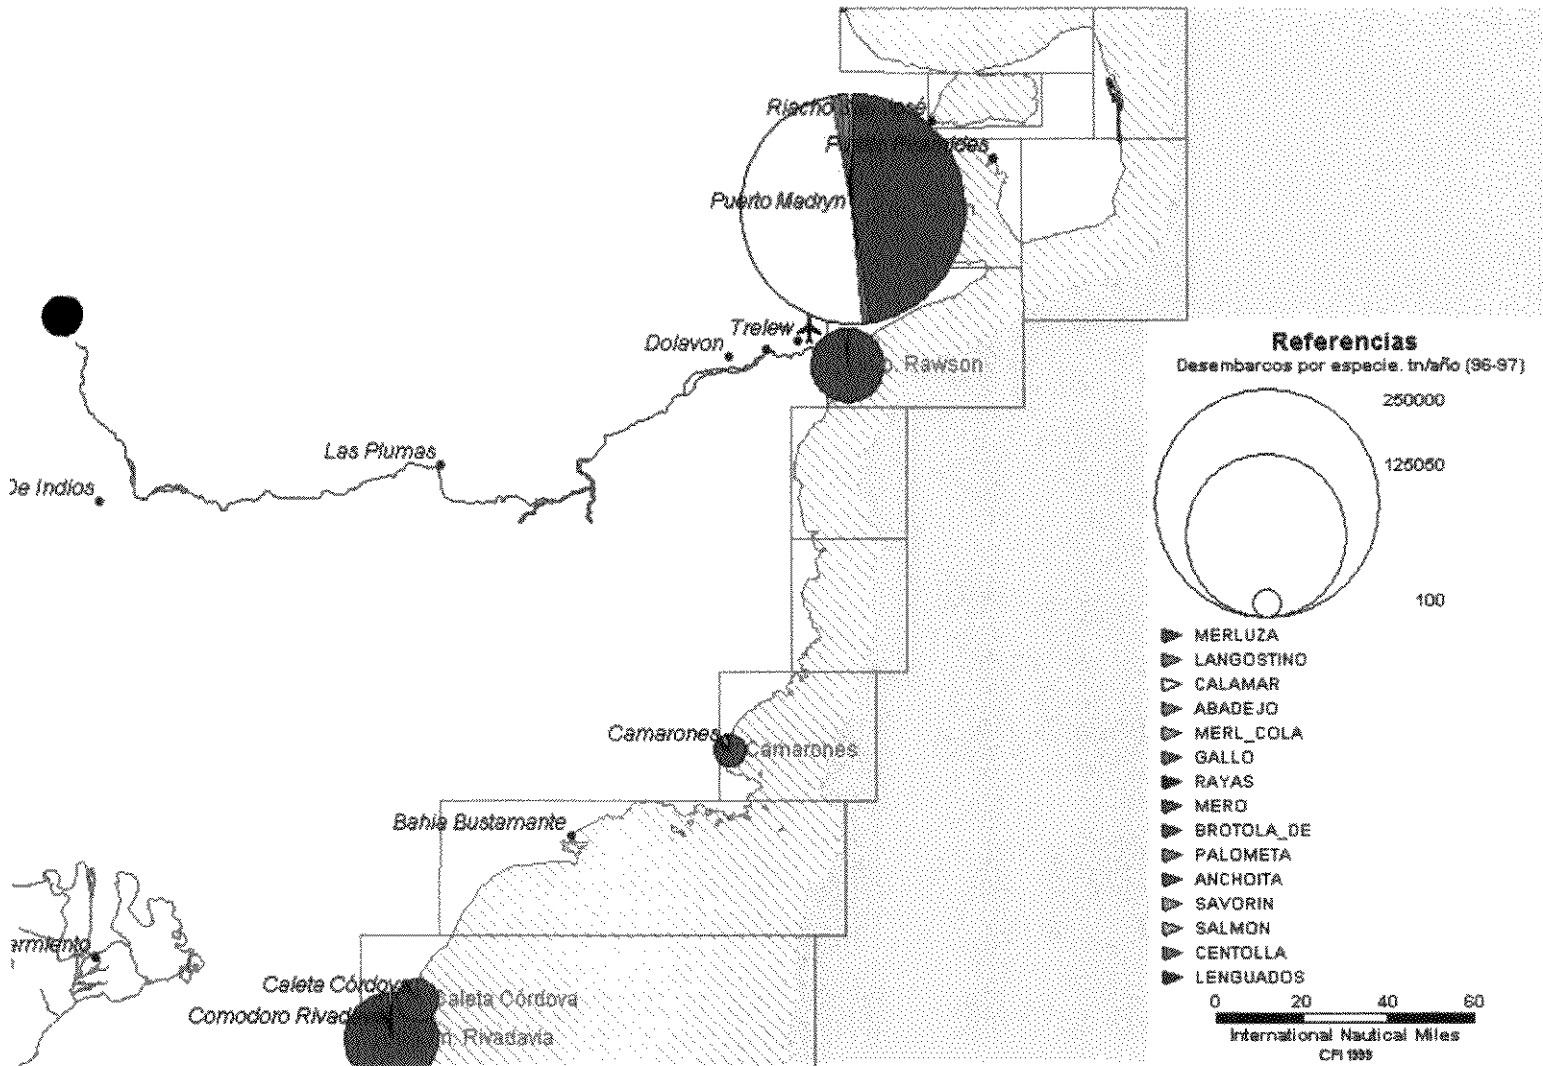 Puerto Madryn
Trelew
Dolavon
Rawson
Las Plumas
De Indios
Camarones
Camarones
Bahia Bustamante
Caleta Córdova
Comodoro
Caleta Córdova
Rivadavia
Referencias
Desembarcos por especie. tn/año (96-97)
250000
125050
100
MERLUZA
LANGOSTINO
CALAMAR
ABADEJO
MERL_COLA
GALLO
RAYAS
MERO
BROTOLA_DE
PALOMETA
ANCHOITA
SAVORIN
SALMON
CENTOLLA
LENGUADOS
0 20 40 60
International Nautical Miles
CFI 1999